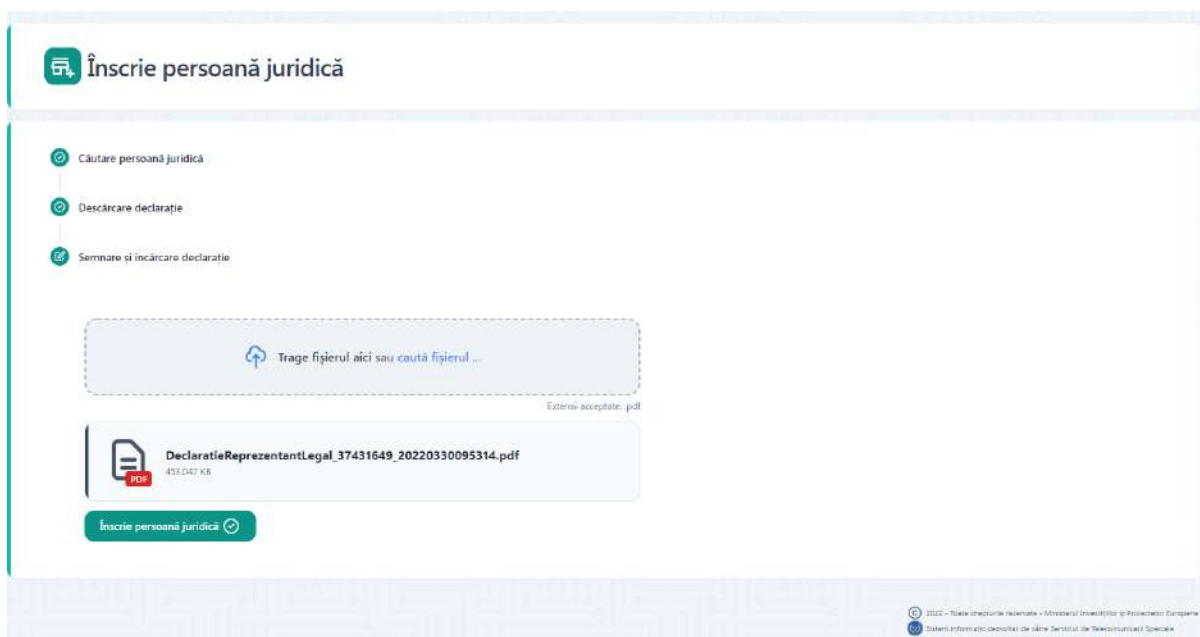 Înscrie persoană juridică
Căutare persoană juridică
Descărcare declarație
Semnare și incărcare declarație
Trage fișierul aici sau caută fișierul ...
Extensii acceptate: .pdf
DeclaratieReprezentantLegal_37431649_20220330095314.pdf
453.047 KB
PDF
Înscrie persoană juridică
2022 - Toate drepturile rezervate - Ministerul Investițiilor și Proiectelor Europene
Sistem informatic dezvoltat de către Serviciul de Telecomunicații Speciale